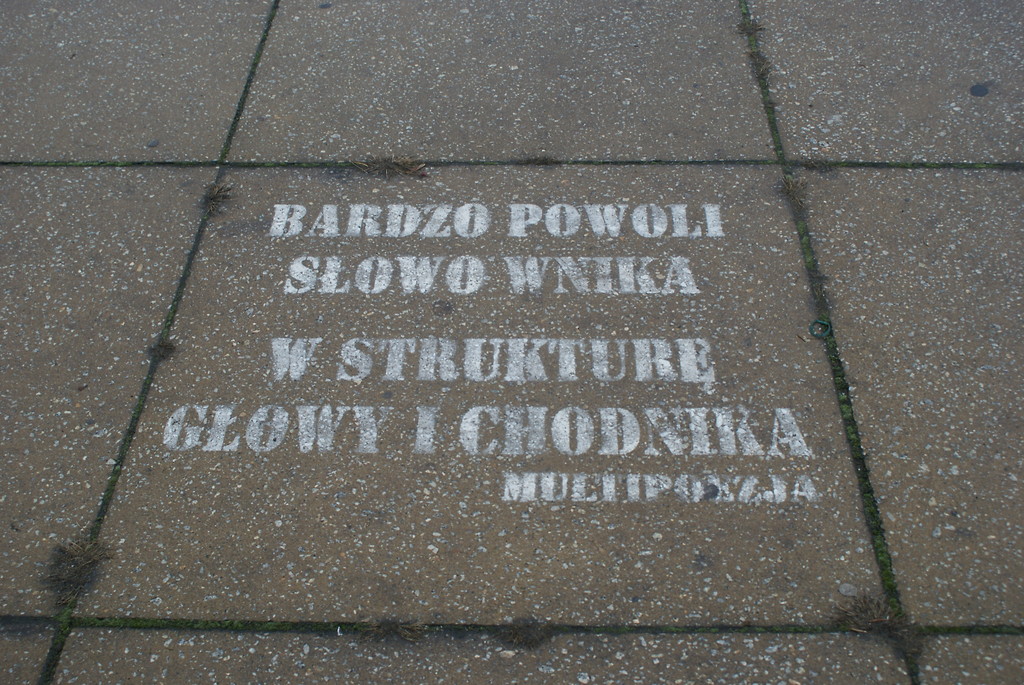 BARDZO POWOLI
SŁOWO WNIKA
W STRUKTURĘ
GŁOWY I CHODNIKA
MULTIPOEZJA